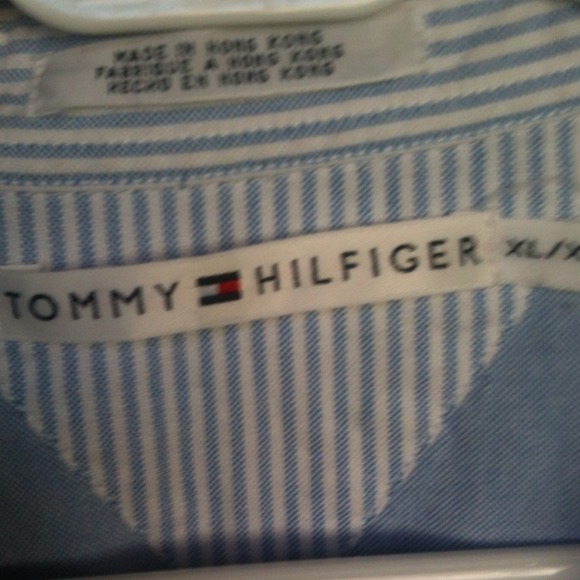 MADE IN HONG KONG
FABRIQUE A HONG KONG
HECHO EN HONG KONG
TOMMY HILFIGER
XL/X